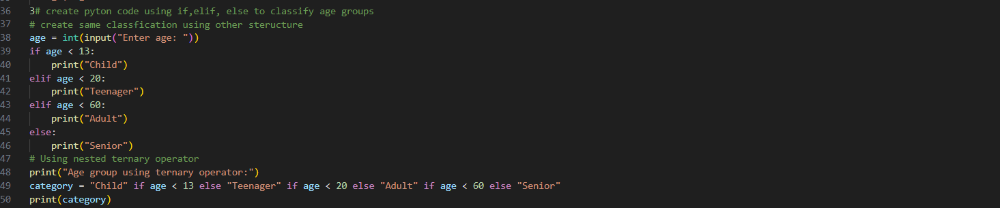 36 3# create pyton code using if,elif, else to classify age groups
37 # create same classfication using other steructure
38 age = int(input("Enter age: "))
39 if age < 13:
40     print("Child")
41 elif age < 20:
42     print("Teenager")
43 elif age < 60:
44     print("Adult")
45 else:
46     print("Senior")
47 # Using nested ternary operator
48 print("Age group using ternary operator:")
49 category = "Child" if age < 13 else "Teenager" if age < 20 else "Adult" if age < 60 else "Senior"
50 print(category)